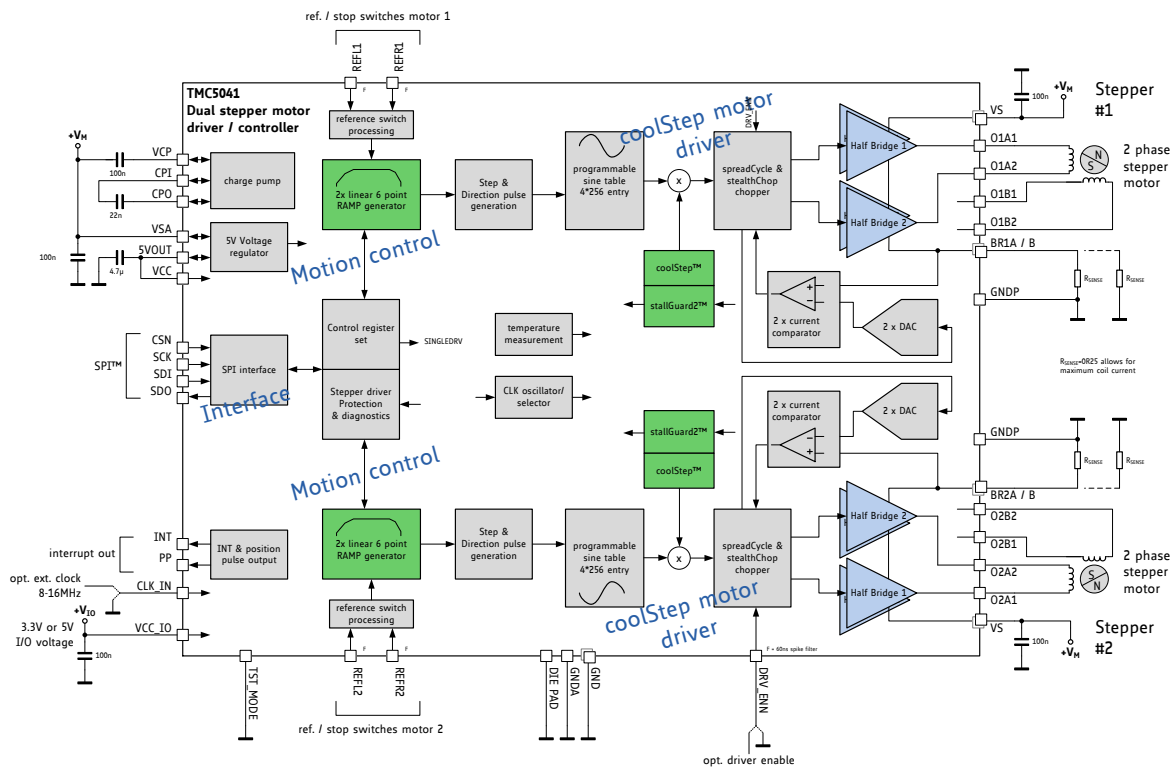 ref. / stop switches motor 1
REFL1
REFR1
F
F
TMC5041
Dual stepper motor
driver / controller
reference switch
processing
coolStep motor
driver
DRV_ENN
+VM
VCP
100n
CPI
CPO
22n
charge pump
VSA
5VOUT
VCC
100n
4.7µ
5V Voltage
regulator
2x linear 6 point
RAMP generator
Step &
Direction pulse
generation
programmable
sine table
4*256 entry
x
spreadCycle &
stealthChop
chopper
Half Bridge 1
Half Bridge 2
VS
100n
+VM
Stepper
#1
O1A1
O1A2
O1B1
O1B2
N
S
2 phase
stepper
motor
BR1A / B
RSENSE
RSENSE
GNDP
Motion control
coolStep™
stallGuard2™
+
−
2 x current
comparator
2 x DAC
RSENSE=0R25 allows for
maximum coil current
SPI™
CSN
SCK
SDI
SDO
SPI interface
Interface
Control register
set
SINGLEDRV
Stepper driver
Protection
& diagnostics
temperature
measurement
CLK oscillator/
selector
Motion control
stallGuard2™
coolStep™
2 x current
comparator
2 x DAC
GNDP
RSENSE
RSENSE
BR2A / B
interrupt out
INT
PP
INT & position
pulse output
opt. ext. clock
8-16MHz
CLK_IN
+VIO
3.3V or 5V
I/O voltage
VCC_IO
100n
2x linear 6 point
RAMP generator
Step &
Direction pulse
generation
programmable
sine table
4*256 entry
x
spreadCycle &
stealthChop
chopper
Half Bridge 2
Half Bridge 1
O2B2
O2B1
O2A2
O2A1
S
N
2 phase
stepper
motor
VS
100n
+VM
Stepper
#2
reference switch
processing
coolStep motor
driver
F
F
F = 60ns spike filter
TST_MODE
REFL2
REFR2
DIE PAD
GNDA
GND
DRV_ENN
ref. / stop switches motor 2
opt. driver enable